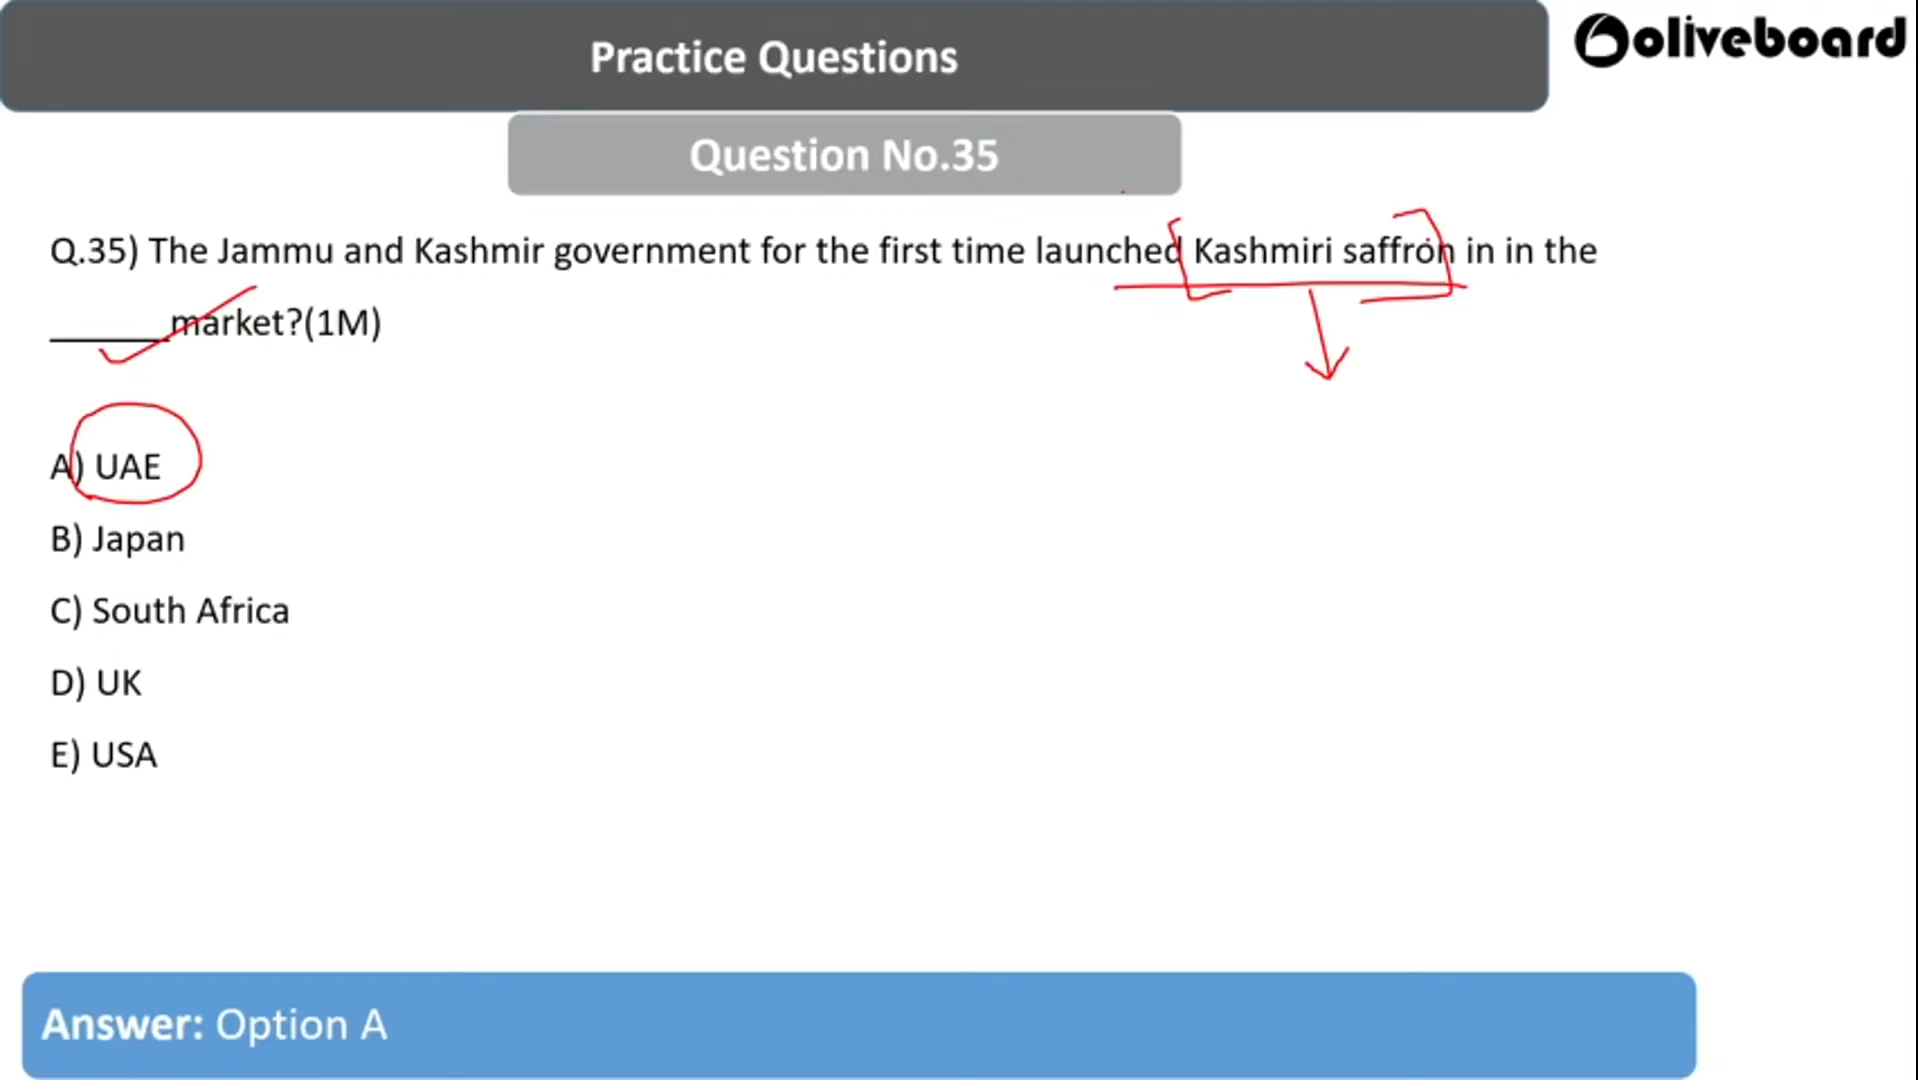 Practice Questions
oliveboard
Question No.35
Q.35) The Jammu and Kashmir government for the first time launched Kashmiri saffron in in the
______market?(1M)
A) UAE
B) Japan
C) South Africa
D) UK
E) USA
Answer: Option A